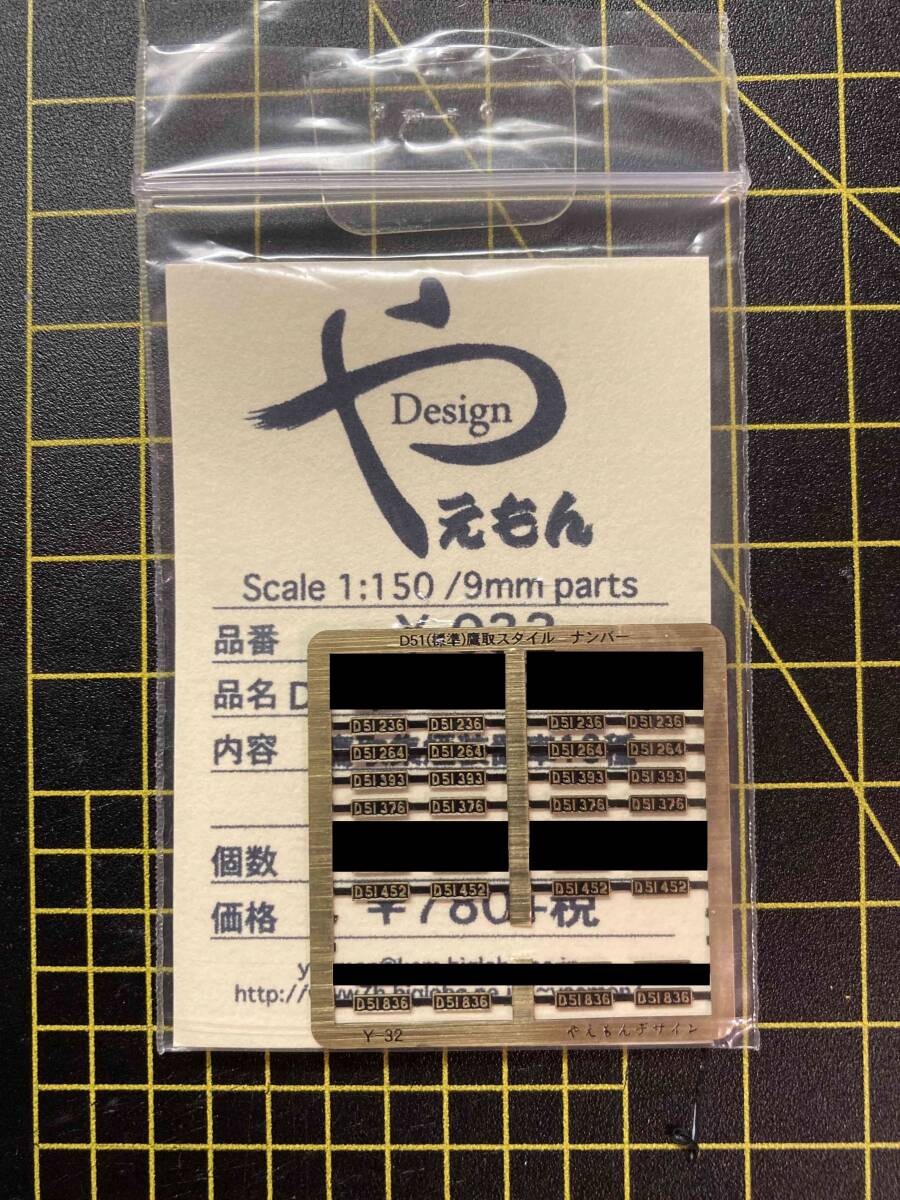 や
Design
えもん
Scale 1:150 /9mm parts
品番
品名 D
内容
個数
価格 ¥780+税
D51(標準)鷹取スタイル ナンバー
D51 236 D51 236 D51 236 D51 236
D51 264 D51 264 D51 264 D51 264
D51 393 D51 393 D51 393 D51 393
D51 376 D51 376 D51 376 D51 376
D51 452 D51 452 D51 452 D51 452
D51 836 D51 836 D51 836 D51 836
Y-32
やえもんデザイン